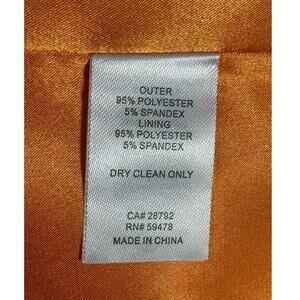 OUTER
95% POLYESTER
5% SPANDEX
LINING
95% POLYESTER
5% SPANDEX
DRY CLEAN ONLY
CA# 28792
RN# 59478
MADE IN CHINA